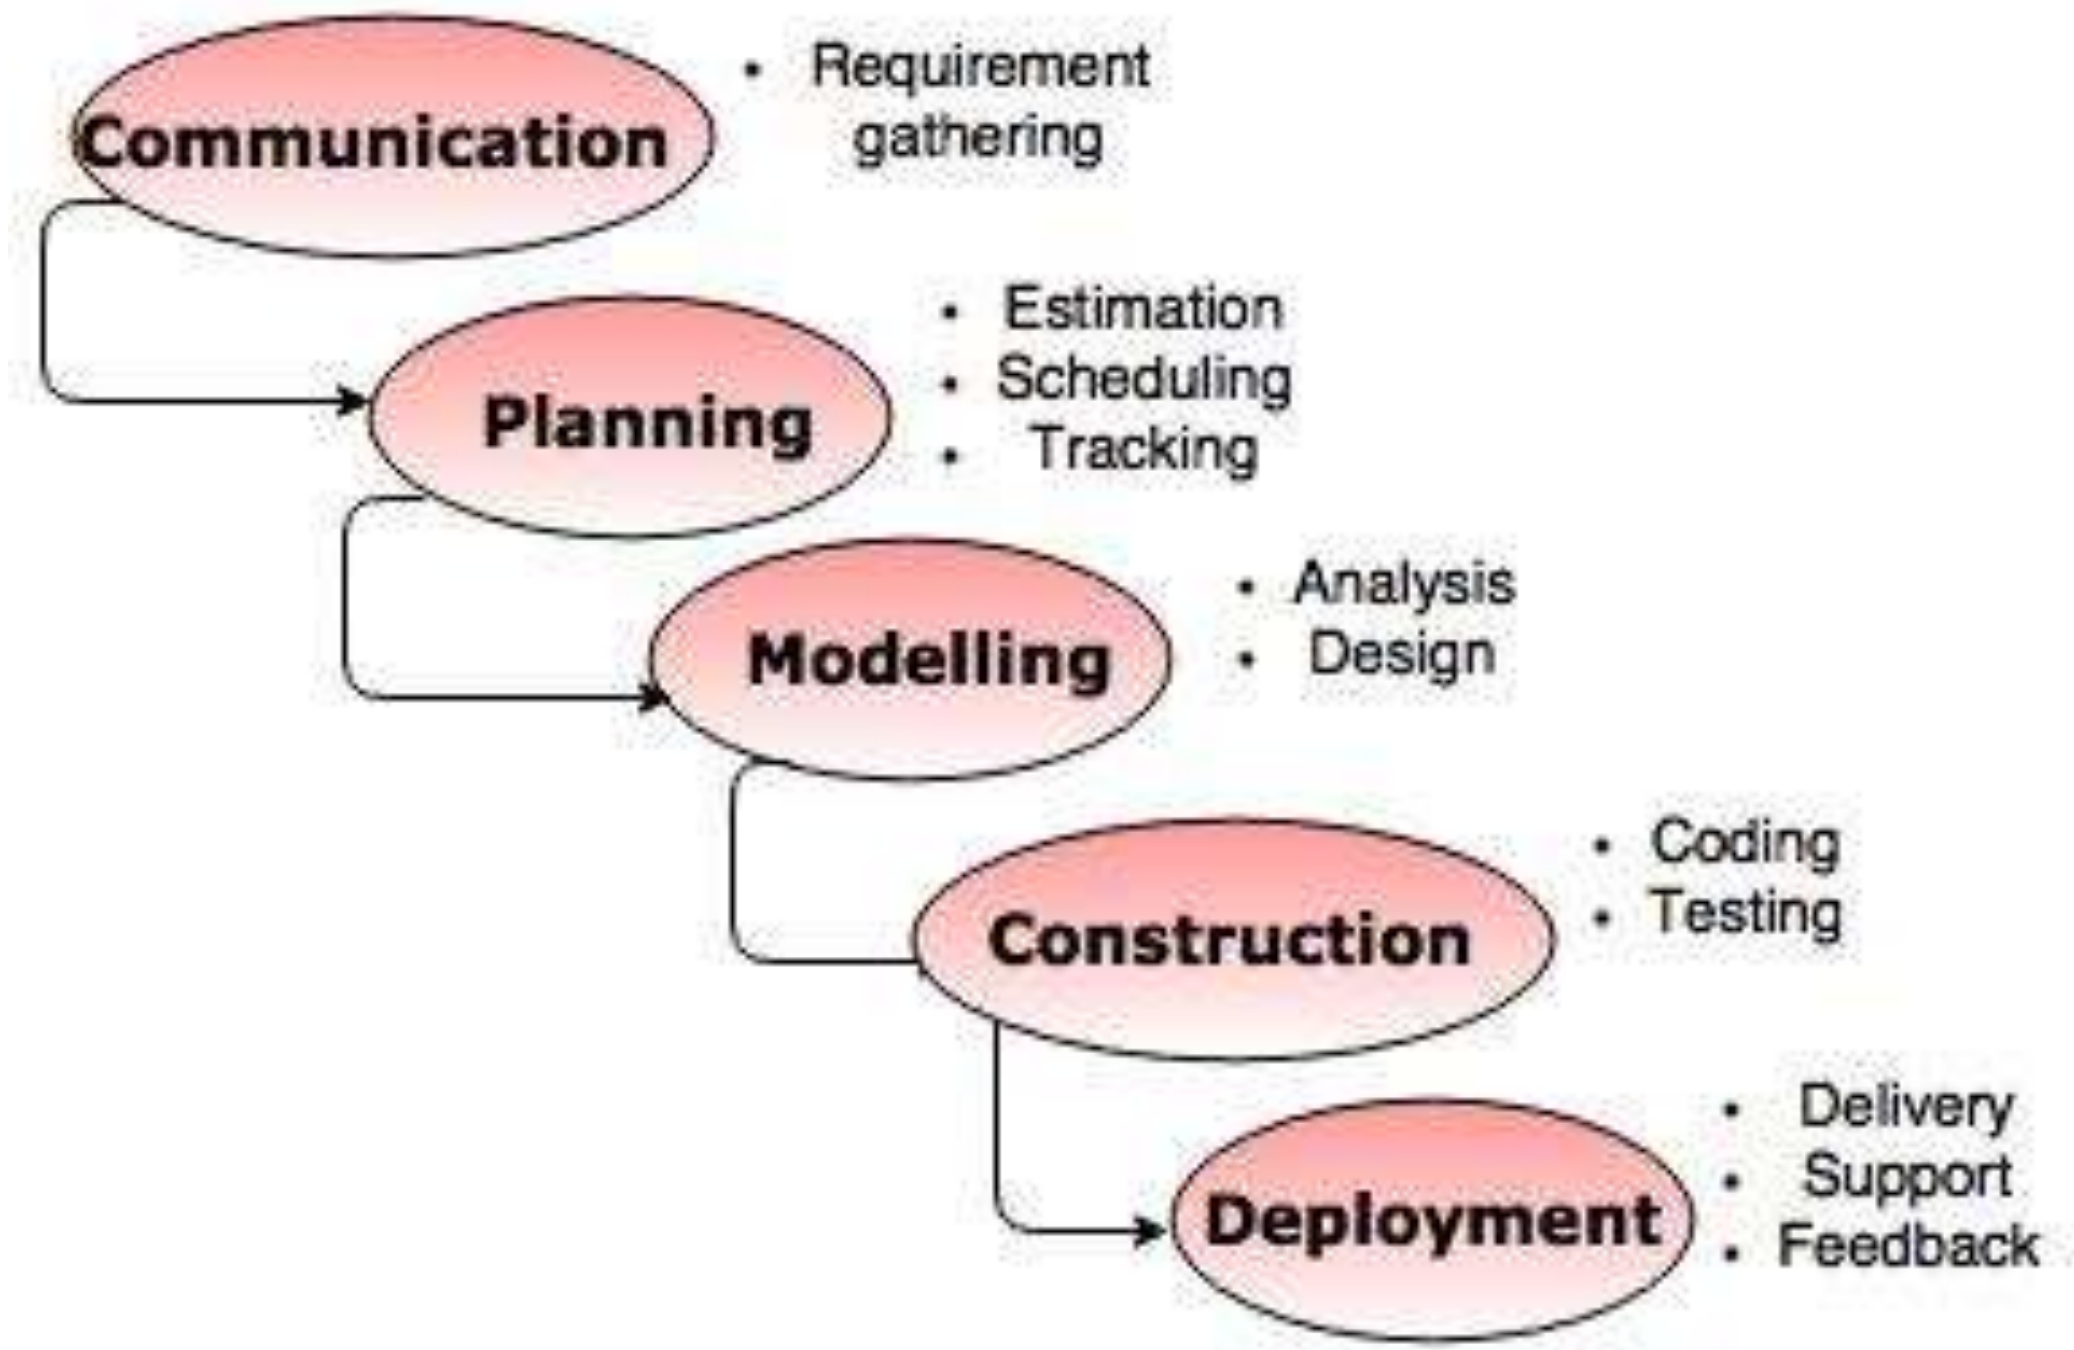 Communication
• Requirement
gathering
Planning
• Estimation
• Scheduling
• Tracking
Modelling
• Analysis
• Design
Construction
• Coding
• Testing
Deployment
• Delivery
• Support
• Feedback